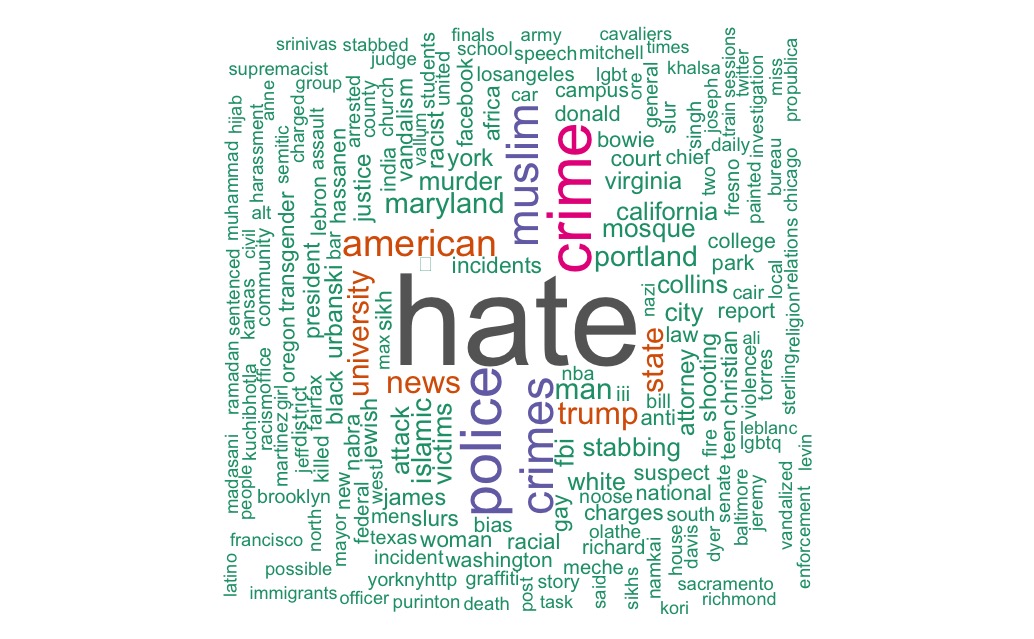 finals
army
cavaliers
srinivas
stabbed
students
school
speech
mitchell
times
sessions
propublica
judge
supremacist
group
united
losangeles
lgbt
ore
general
khalsa
twitter
miss
anne
arrested
county
church
vandalism
facebook
africa
car
campus
slur
joseph
train
investigation
hijab
harassment
charged
assault
vallum
racist
donald
singh
daily
bureau
muhammad
semitic
hassanen
justice
india
york
muslim
crime
bowie
court
chief
two
fresno
painted
chicago
alt
transgender
lebron
bar
murder
maryland
virginia
california
mosque
college
relations
civil
community
president
american
incidents
portland
park
local
sentenced
kansas
oregon
urbanski
university
max
sikh
hate
nazi
collins
cair
report
religion
city
ramadan
kuchibhotla
office
racism
girl
district
fairfax
black
news
nba
state
law
attorney
shooting
christian
ali
violence
torres
sterling
madasani
people
martinez
jeff
killed
nabra
jewish
attack
islamic
victims
police
crimes
man
iii
trump
bill
anti
fire
teen
leblanc
lgbtq
levin
brooklyn
new
west
fbi
stabbing
suspect
white
noose
national
senate
baltimore
jeremy
vandalized
james
federal
men
slurs
bias
gay
charges
south
francisco
north
mayor
texas
woman
racial
olathe
richard
house
davis
dyer
enforcement
latino
possible
incident
washington
meche
namkai
immigrants
officer
yorknyhttp
graffiti
post
story
said
sikhs
sacramento
purinton
death
task
kori
richmond